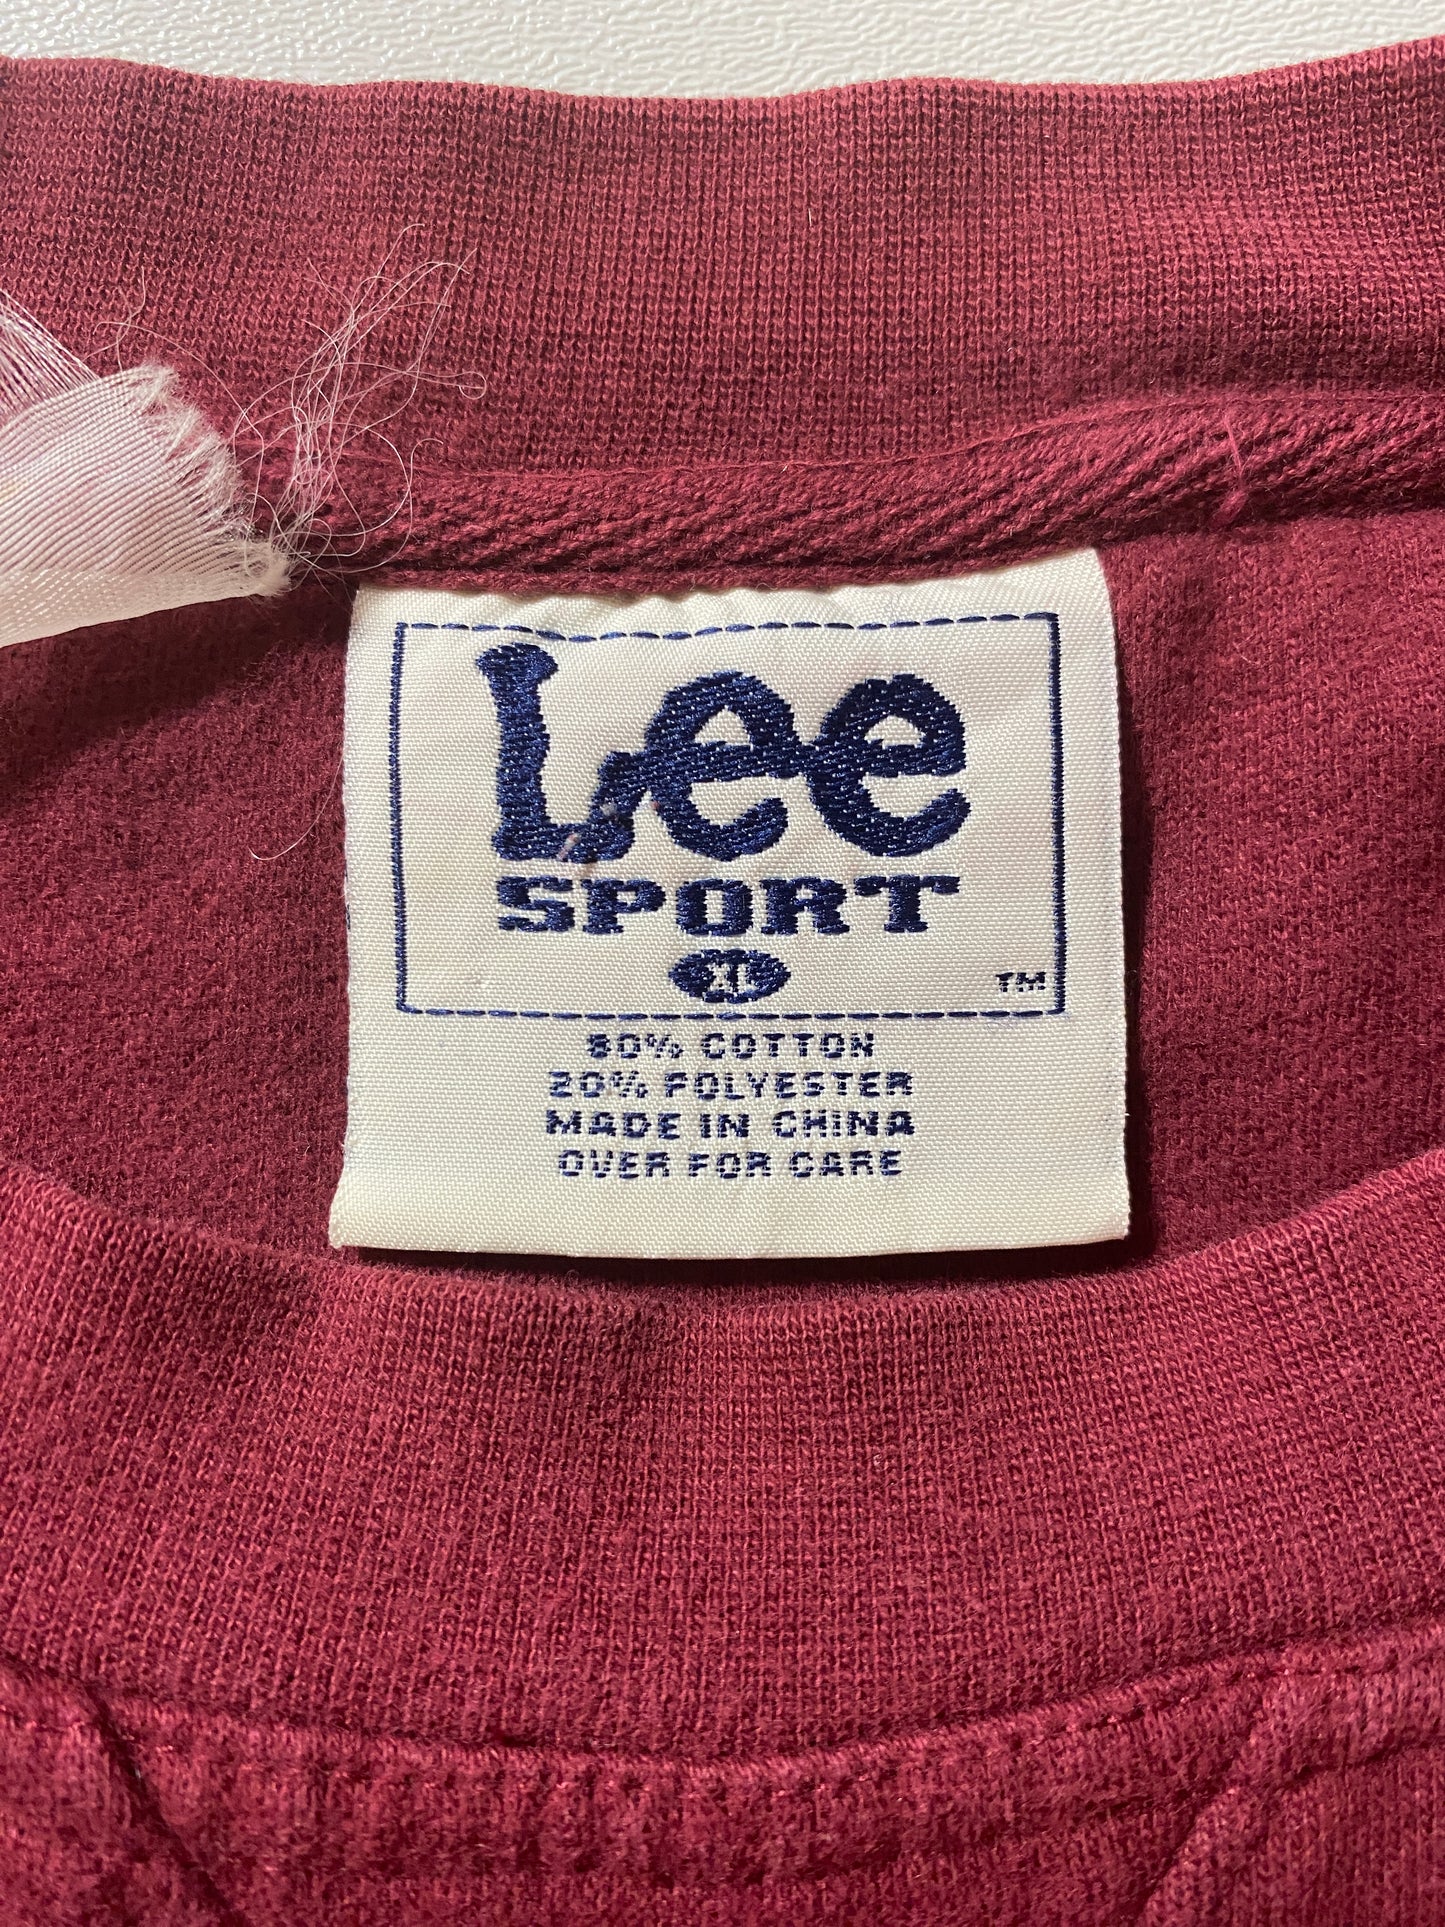 Lee
SPORT
XL
TM
80% COTTON
20% POLYESTER
MADE IN CHINA
OVER FOR CARE